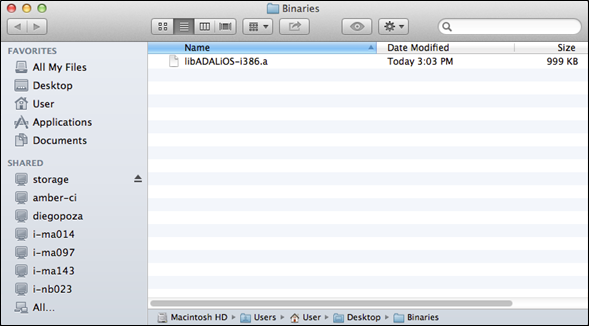 Binaries
Name Date Modified Size
libADALiOS-i386.a Today 3:03 PM 999 KB
FAVORITES
All My Files
Desktop
User
Applications
Documents
SHARED
storage
amber-ci
diegopoza
i-ma014
i-ma097
i-ma143
i-nb023
All...
Macintosh HD Users User Desktop Binaries